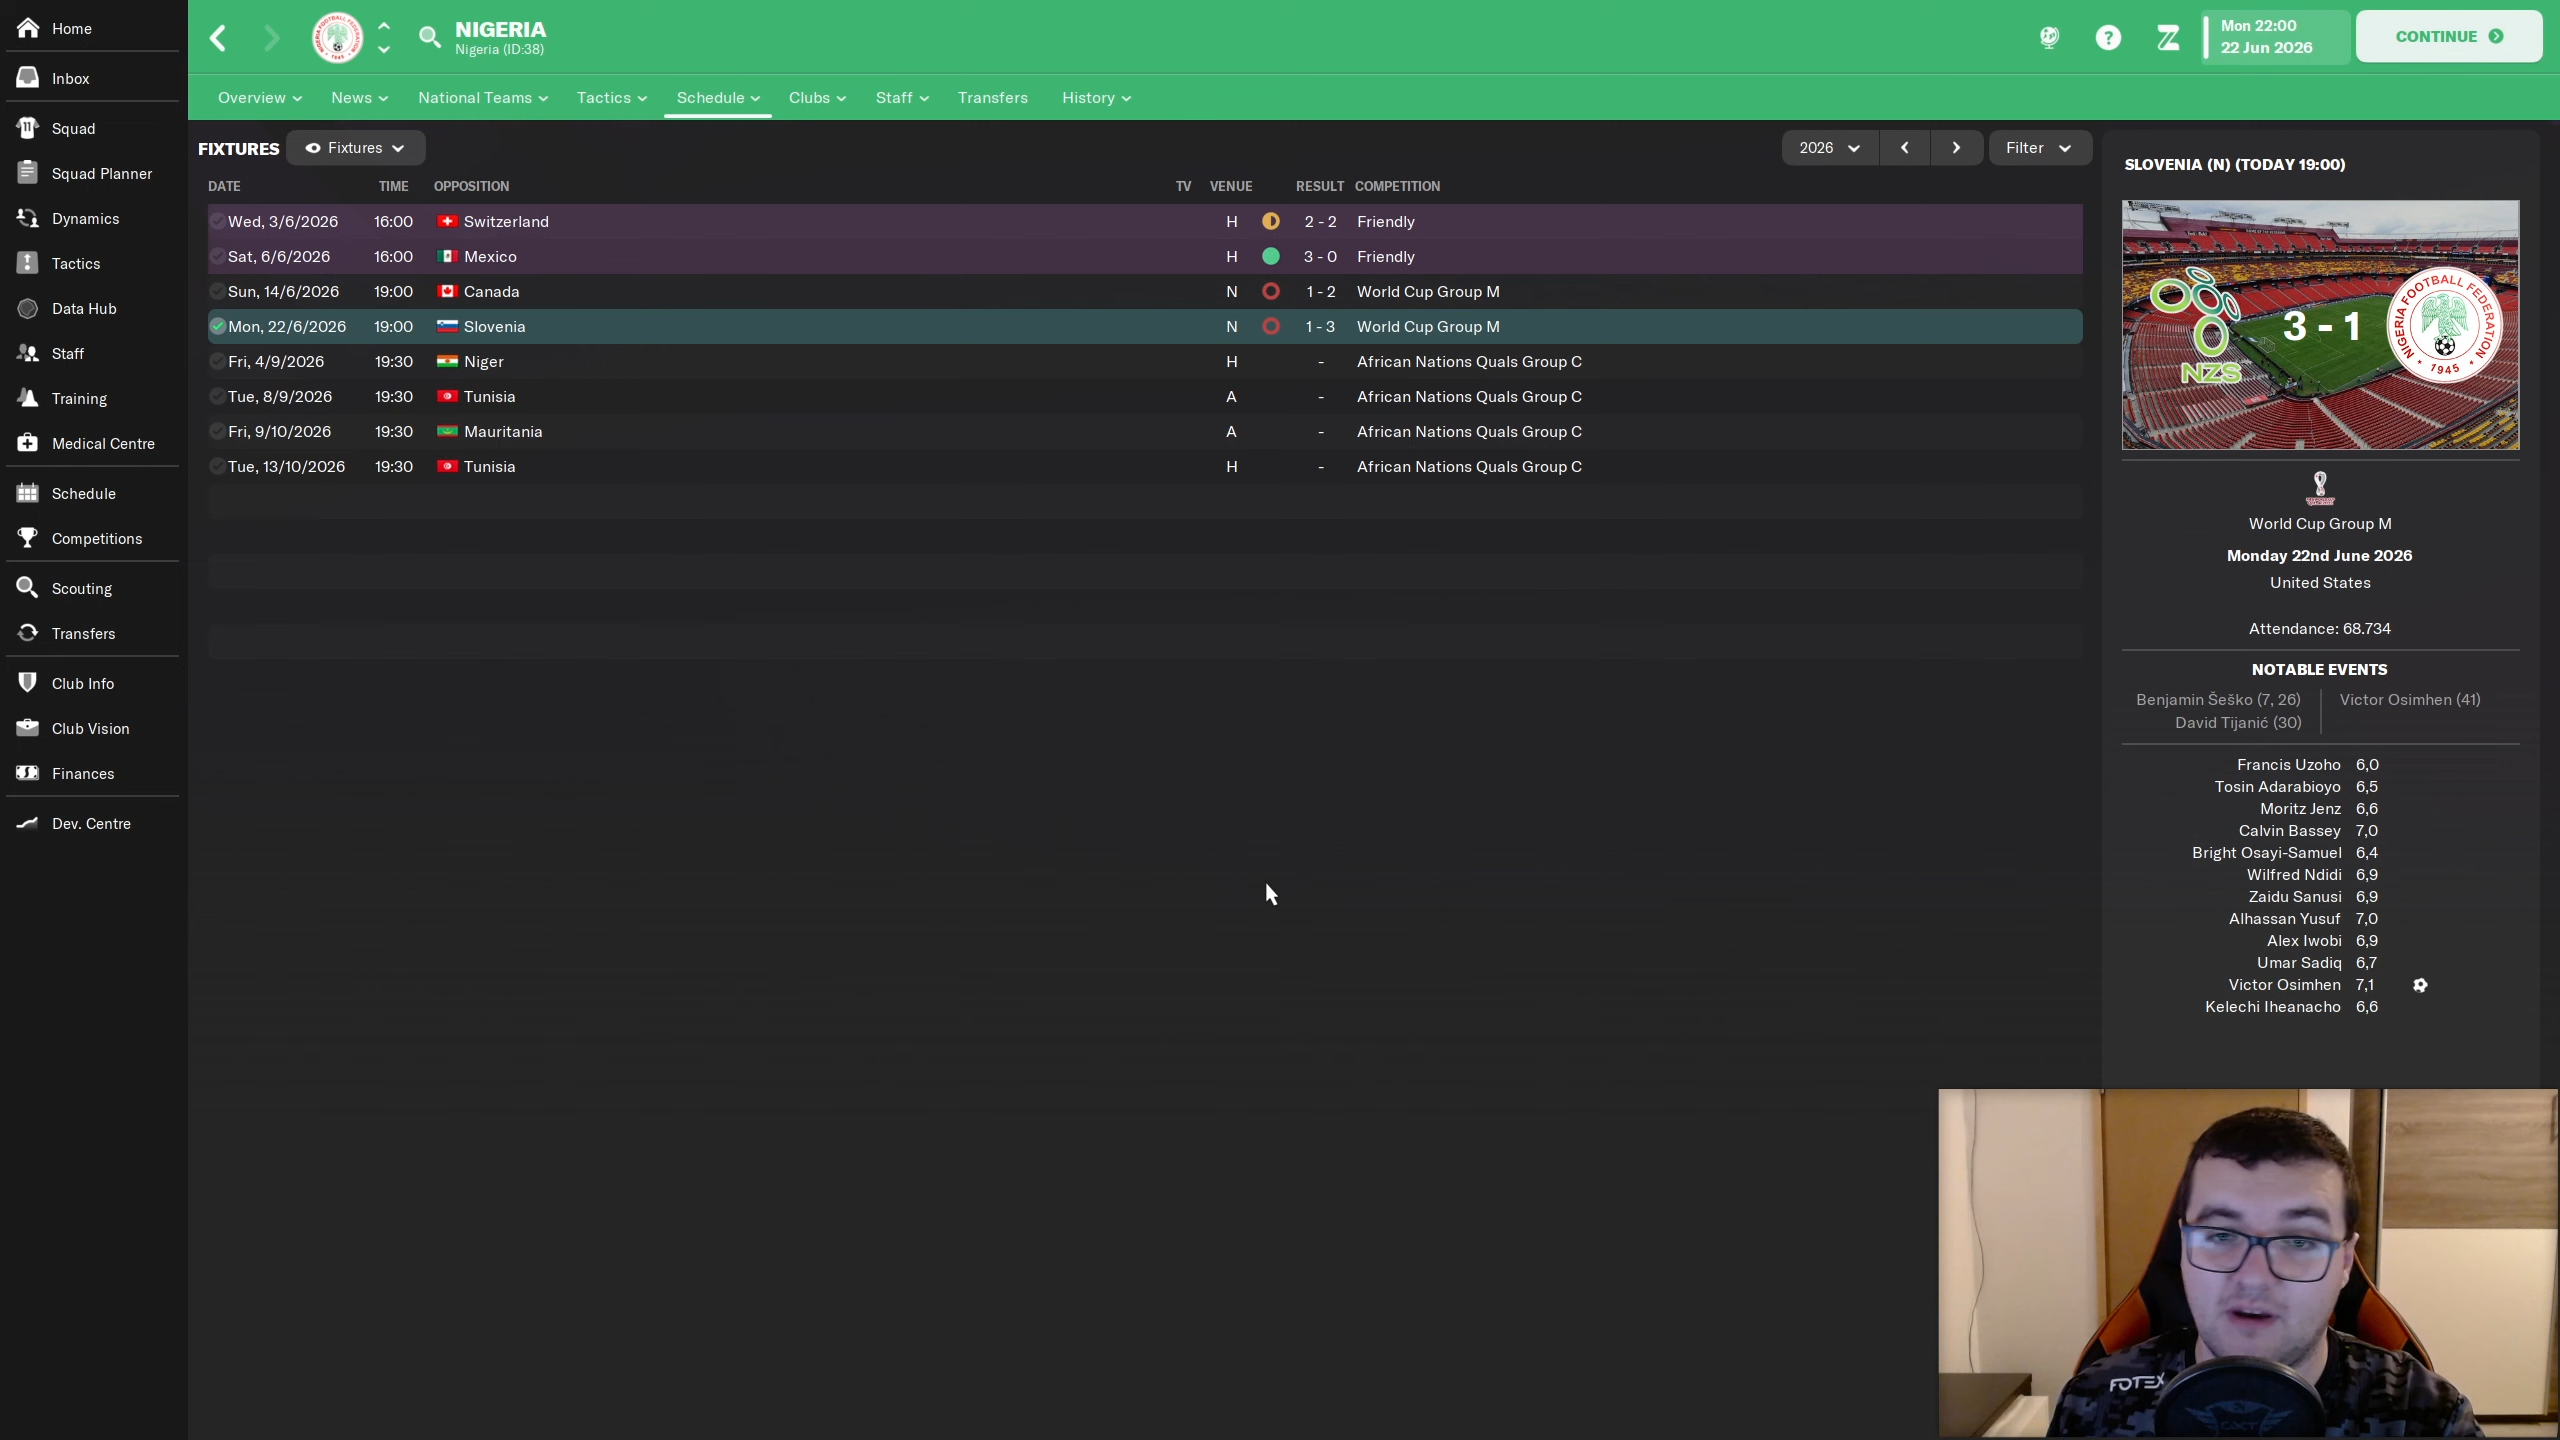 Home
Inbox
Squad
Squad Planner
Dynamics
Tactics
Data Hub
Staff
Training
Medical Centre
Schedule
Competitions
Scouting
Transfers
Club Info
Club Vision
Finances
Dev. Centre
NIGERIA
Nigeria (ID:38)
Mon 22:00
22 Jun 2026
CONTINUE
Overview News National Teams Tactics Schedule Clubs Staff Transfers History
FIXTURES Fixtures 2026 Filter
DATE TIME OPPOSITION TV VENUE RESULT COMPETITION
Wed, 3/6/2026 16:00 Switzerland H 2 - 2 Friendly
Sat, 6/6/2026 16:00 Mexico H 3 - 0 Friendly
Sun, 14/6/2026 19:00 Canada N 1 - 2 World Cup Group M
Mon, 22/6/2026 19:00 Slovenia N 1 - 3 World Cup Group M
Fri, 4/9/2026 19:30 Niger H - African Nations Quals Group C
Tue, 8/9/2026 19:30 Tunisia A - African Nations Quals Group C
Fri, 9/10/2026 19:30 Mauritania A - African Nations Quals Group C
Tue, 13/10/2026 19:30 Tunisia H - African Nations Quals Group C
SLOVENIA (N) (TODAY 19:00)
NZS
3 - 1
NIGERIA FOOTBALL FEDERATION
1945
World Cup Group M
Monday 22nd June 2026
United States
Attendance: 68.734
NOTABLE EVENTS
Benjamin Šeško (7, 26) Victor Osimhen (41)
David Tijanić (30)
Francis Uzoho 6,0
Tosin Adarabioyo 6,5
Moritz Jenz 6,6
Calvin Bassey 7,0
Bright Osayi-Samuel 6,4
Wilfred Ndidi 6,9
Zaidu Sanusi 6,9
Alhassan Yusuf 7,0
Alex Iwobi 6,9
Umar Sadiq 6,7
Victor Osimhen 7,1
Kelechi Iheanacho 6,6
FOTEX